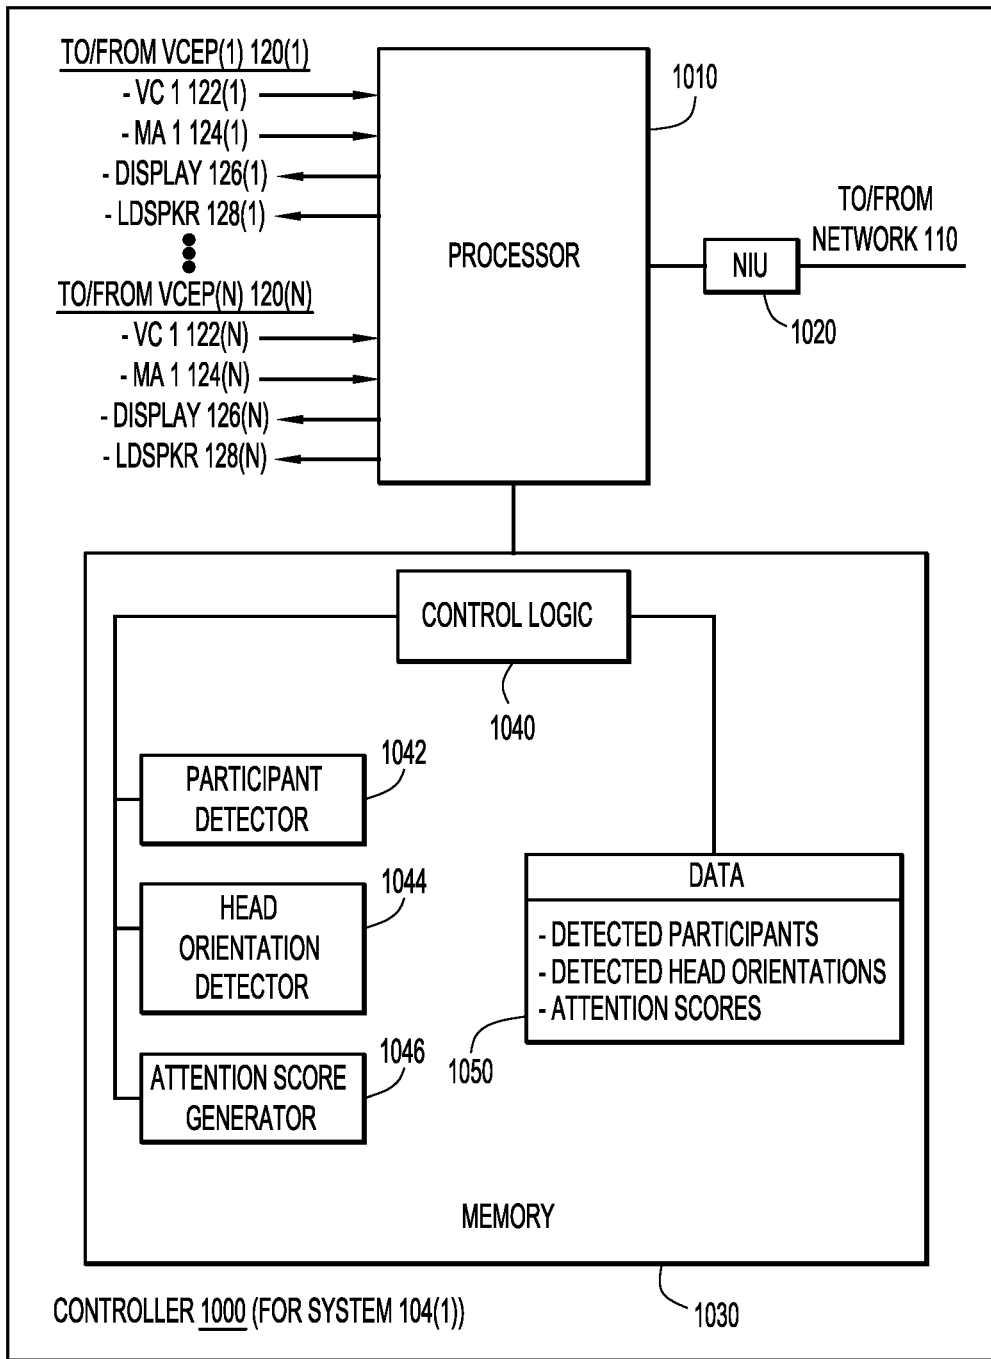 TO/FROM VCEP(1) 120(1)
- VC 1 122(1)
- MA 1 124(1)
- DISPLAY 126(1)
- LDSPKR 128(1)
TO/FROM VCEP(N) 120(N)
- VC 1 122(N)
- MA 1 124(N)
- DISPLAY 126(N)
- LDSPKR 128(N)
PROCESSOR
1010
NIU
1020
TO/FROM
NETWORK 110
CONTROL LOGIC
1040
PARTICIPANT
DETECTOR
1042
HEAD
ORIENTATION
DETECTOR
1044
ATTENTION SCORE
GENERATOR
1046
DATA
- DETECTED PARTICIPANTS
- DETECTED HEAD ORIENTATIONS
- ATTENTION SCORES
1050
MEMORY
1030
CONTROLLER 1000 (FOR SYSTEM 104(1))